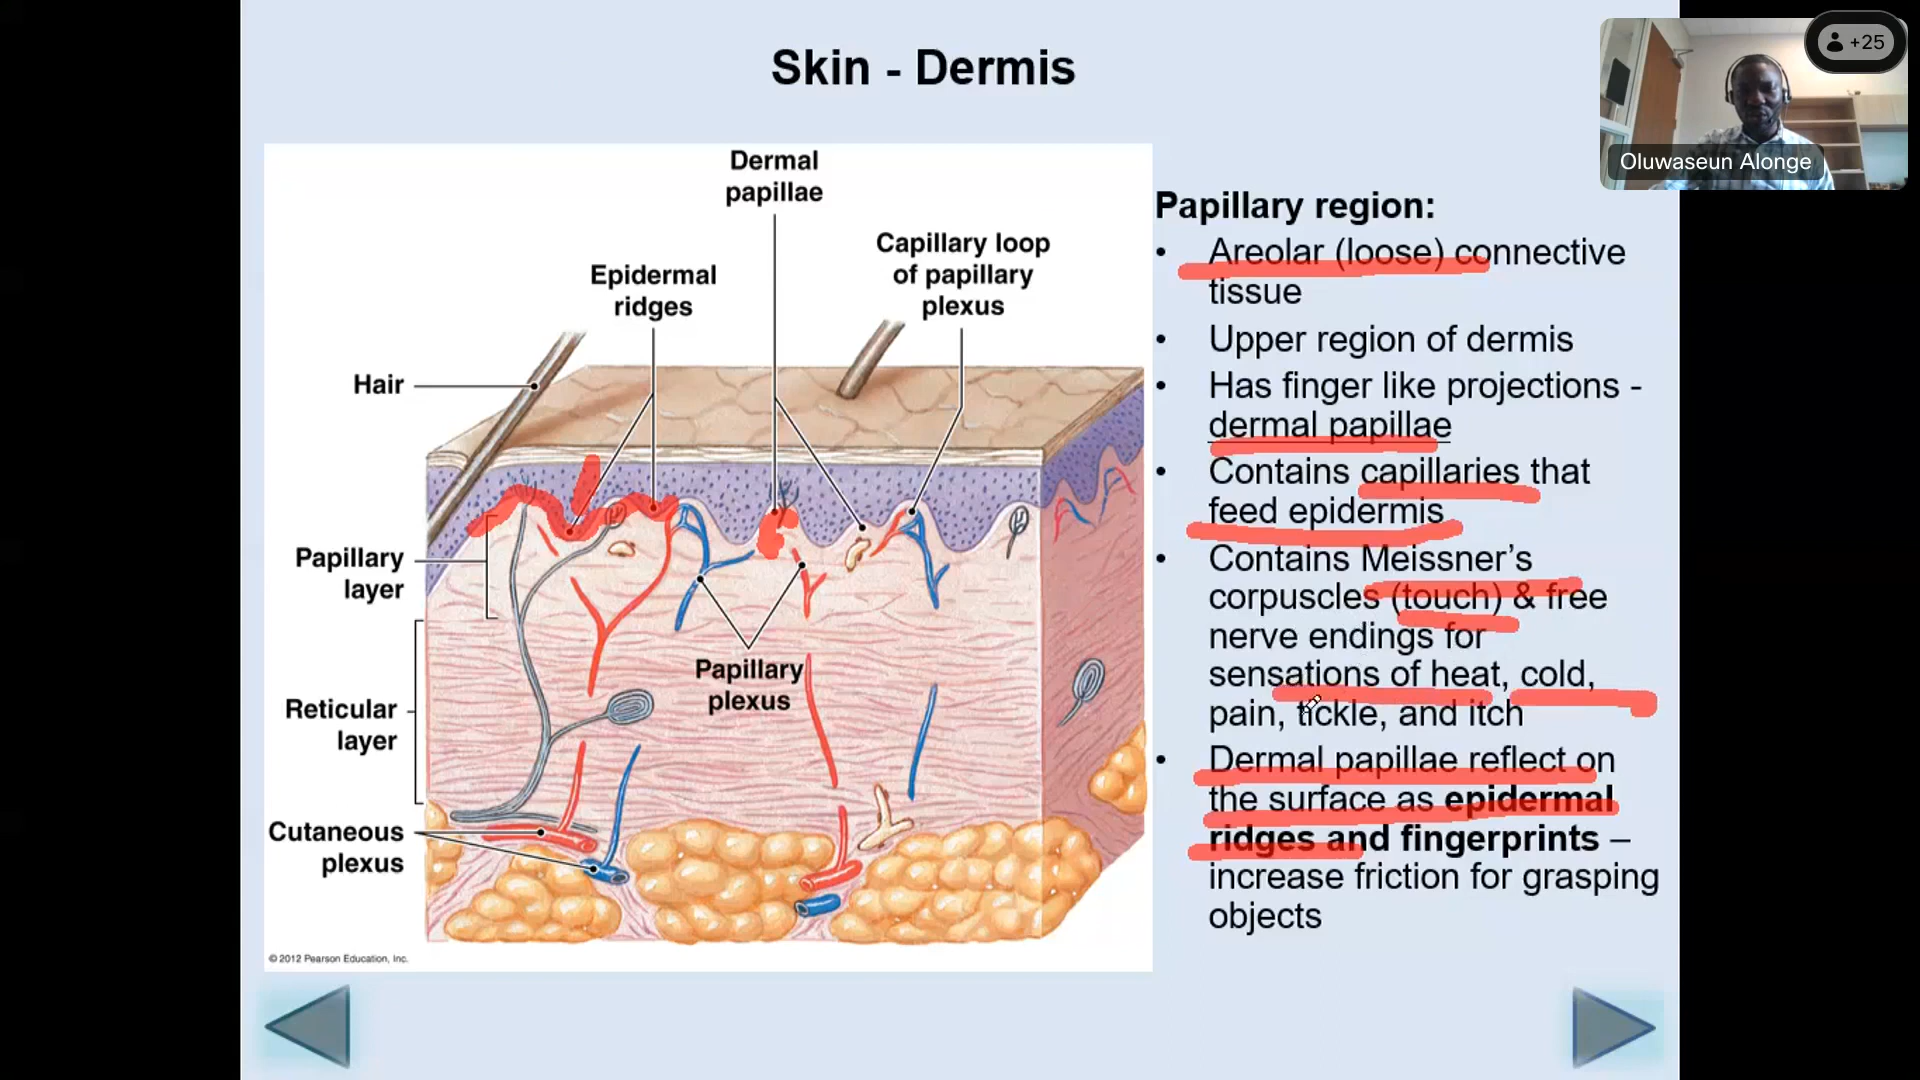 Skin - Dermis
+25
Oluwaseun Alonge
Dermal
papillae
Capillary loop
of papillary
plexus
Epidermal
ridges
Hair
Papillary
layer
Papillary
plexus
Reticular
layer
Cutaneous
plexus
© 2012 Pearson Education, Inc.
Papillary region:
• Areolar (loose) connective
tissue
• Upper region of dermis
• Has finger like projections -
dermal papillae
• Contains capillaries that
feed epidermis
• Contains Meissner’s
corpuscles (touch) & free
nerve endings for
sensations of heat, cold,
pain, tickle, and itch
• Dermal papillae reflect on
the surface as epidermal
ridges and fingerprints –
increase friction for grasping
objects